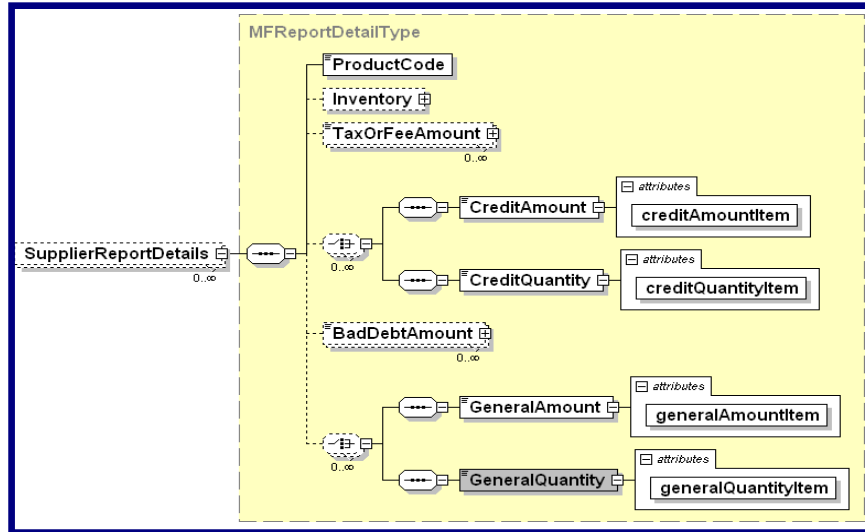 MFReportDetailType
ProductCode
Inventory
TaxOrFeeAmount
0..∞
attributes
CreditAmount
creditAmountItem
SupplierReportDetails
0..∞
0..∞
attributes
CreditQuantity
creditQuantityItem
BadDebtAmount
0..∞
attributes
GeneralAmount
generalAmountItem
0..∞
attributes
GeneralQuantity
generalQuantityItem